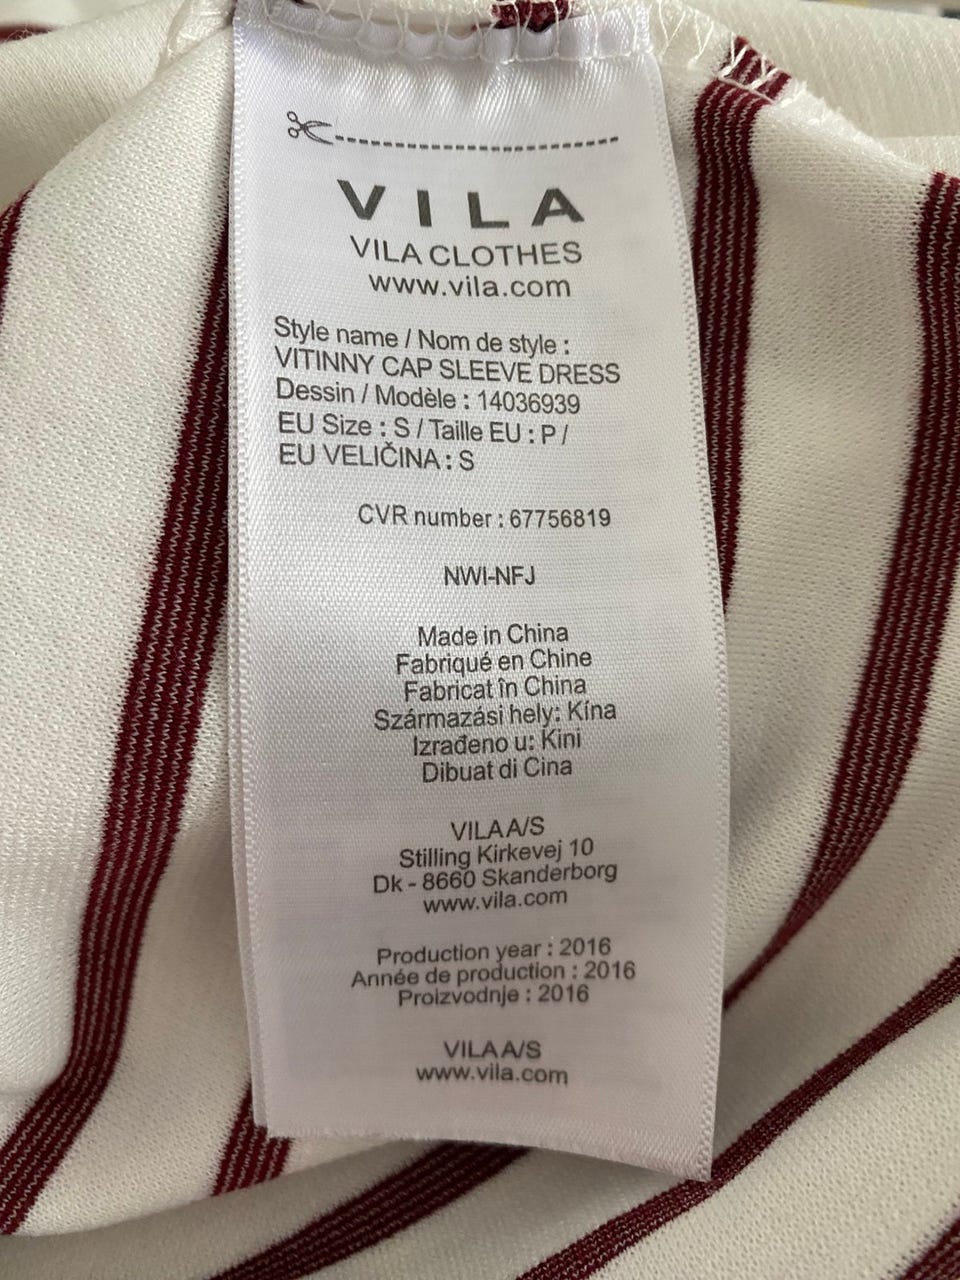 VILA
VILA CLOTHES
www.vila.com
Style name / Nom de style :
VITINNY CAP SLEEVE DRESS
Dessin / Modèle : 14036939
EU Size : S / Taille EU : P /
EU VELIČINA : S
CVR number : 67756819
NWI-NFJ
Made in China
Fabriqué en Chine
Fabricat în China
Származási hely: Kína
Izrađeno u: Kini
Dibuat di Cina
VILA A/S
Stilling Kirkevej 10
Dk - 8660 Skanderborg
www.vila.com
Production year : 2016
Année de production : 2016
Proizvodnje : 2016
VILA A/S
www.vila.com